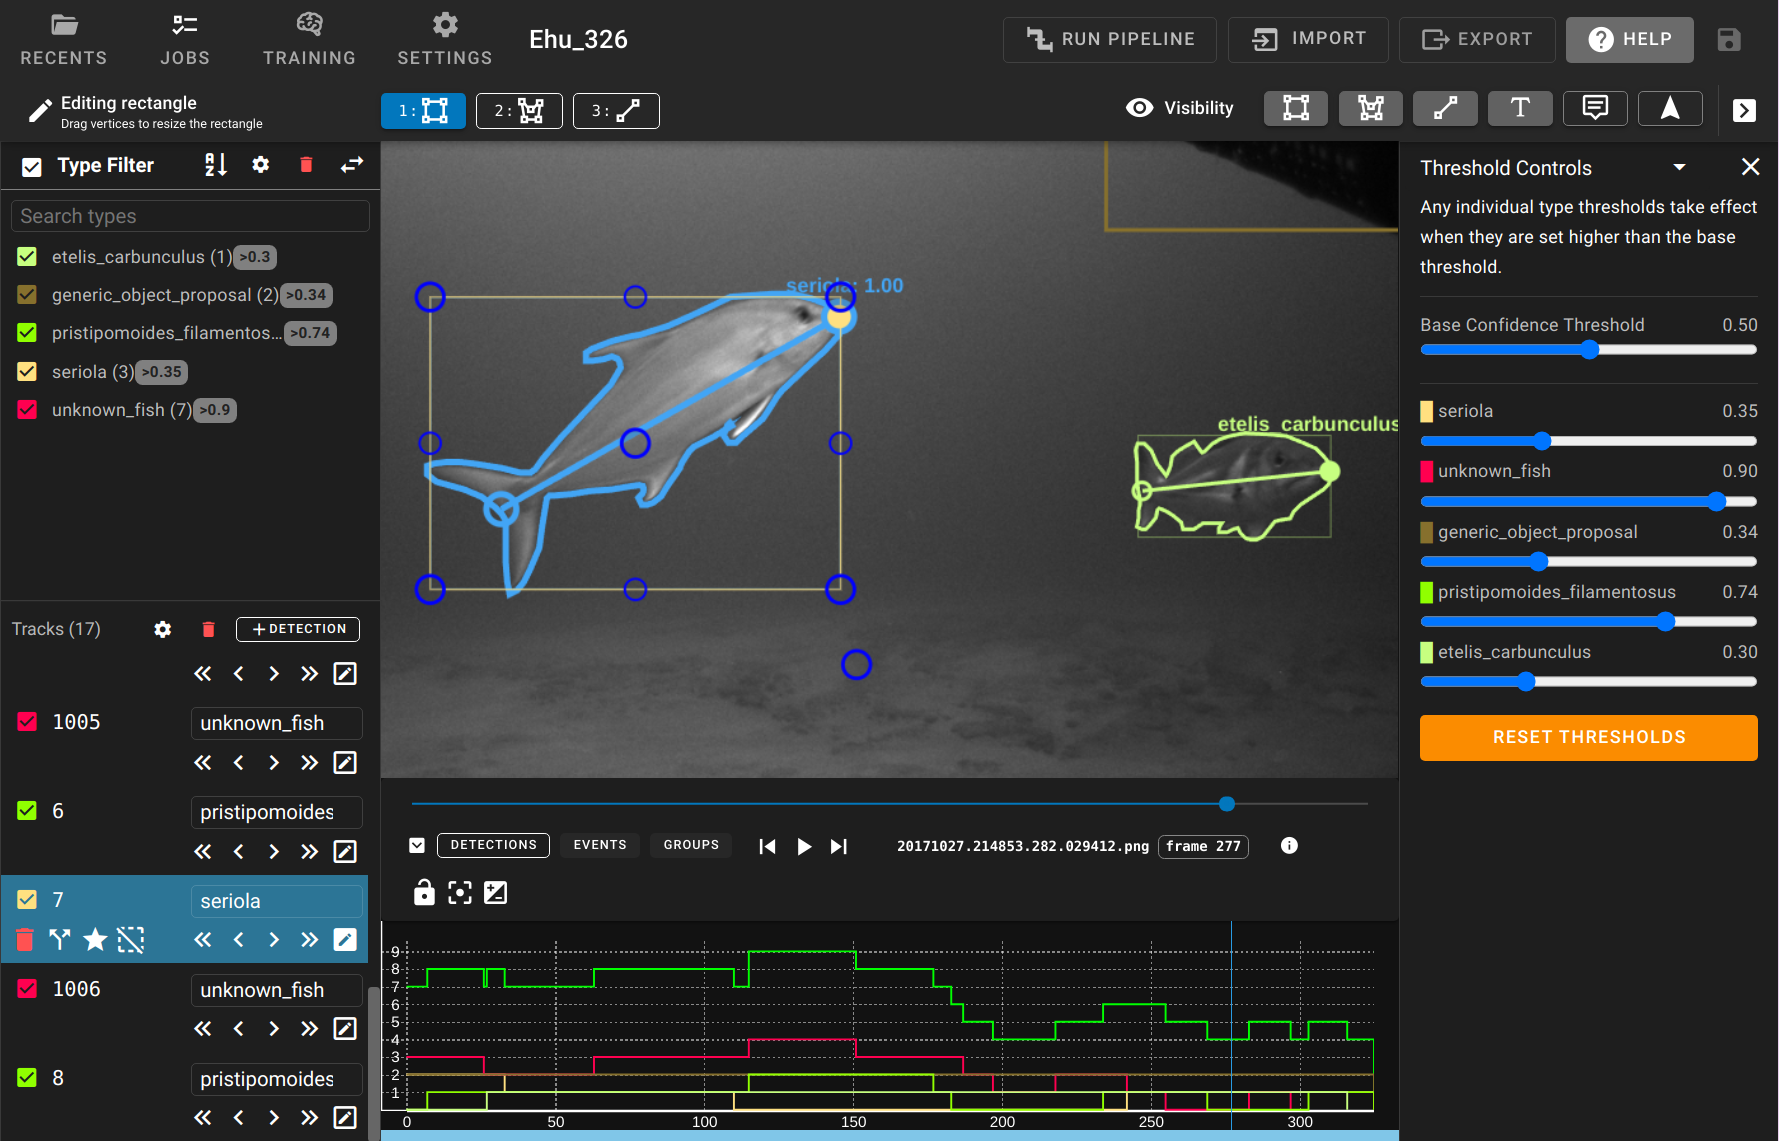 RECENTS
JOBS
TRAINING
SETTINGS
Ehu_326
RUN PIPELINE
IMPORT
EXPORT
HELP
Editing rectangle
Drag vertices to resize the rectangle
1:
2:
3:
Visibility
T
Type Filter
Search types
etelis_carbunculus (1) >0.3
generic_object_proposal (2) >0.34
pristipomoides_filamentos… >0.74
seriola (3) >0.35
unknown_fish (7) >0.9
Tracks (17)
+ DETECTION
1005 unknown_fish
6 pristipomoides
7 seriola
1006 unknown_fish
8 pristipomoides
seriola: 1.00
etelis_carbunculus
DETECTIONS
EVENTS
GROUPS
20171027.214853.282.029412.png
frame 277
9
8
7
6
5
4
3
2
1
0 50 100 150 200 250 300
Threshold Controls
Any individual type thresholds take effect
when they are set higher than the base
threshold.
Base Confidence Threshold 0.50
seriola 0.35
unknown_fish 0.90
generic_object_proposal 0.34
pristipomoides_filamentosus 0.74
etelis_carbunculus 0.30
RESET THRESHOLDS